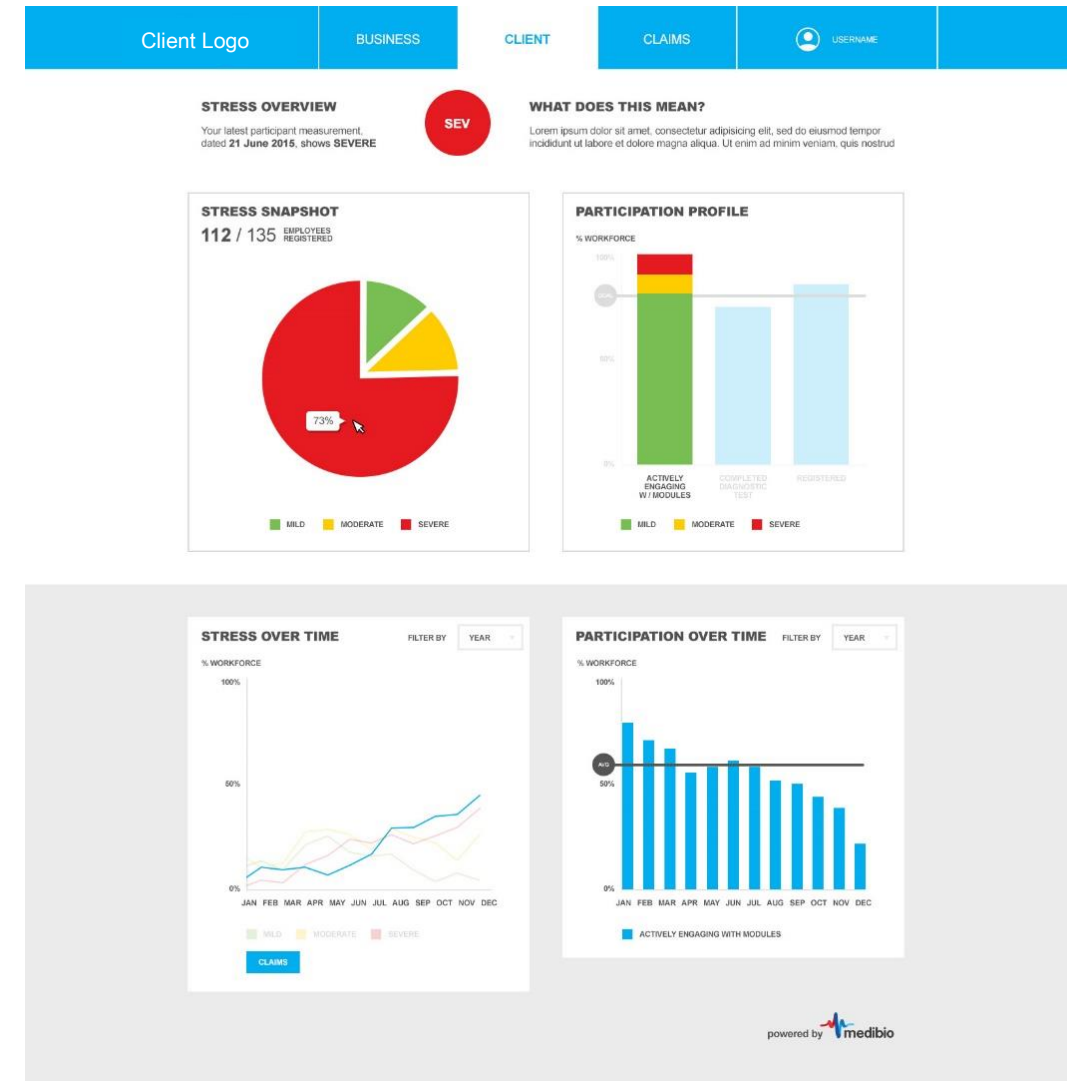 Client Logo
BUSINESS
CLIENT
CLAIMS
USERNAME
STRESS OVERVIEW
Your latest participant measurement,
dated 21 June 2015, shows SEVERE
SEV
WHAT DOES THIS MEAN?
Lorem ipsum dolor sit amet, consectetur adipisicing elit, sed do eiusmod tempor
incididunt ut labore et dolore magna aliqua. Ut enim ad minim veniam, quis nostrud
STRESS SNAPSHOT
112 / 135 EMPLOYEES
REGISTERED
73%
MILD MODERATE SEVERE
PARTICIPATION PROFILE
% WORKFORCE
100%
50%
0%
ACTIVELY
ENGAGING
W / MODULES
COMPLETED
DIAGNOSTIC
TEST
REGISTERED
MILD MODERATE SEVERE
STRESS OVER TIME
FILTER BY YEAR
% WORKFORCE
100%
50%
0%
JAN FEB MAR APR MAY JUN JUL AUG SEP OCT NOV DEC
MILD MODERATE SEVERE
CLAIMS
PARTICIPATION OVER TIME
FILTER BY YEAR
% WORKFORCE
100%
AVG
50%
0%
JAN FEB MAR APR MAY JUN JUL AUG SEP OCT NOV DEC
ACTIVELY ENGAGING WITH MODULES
powered by medibio